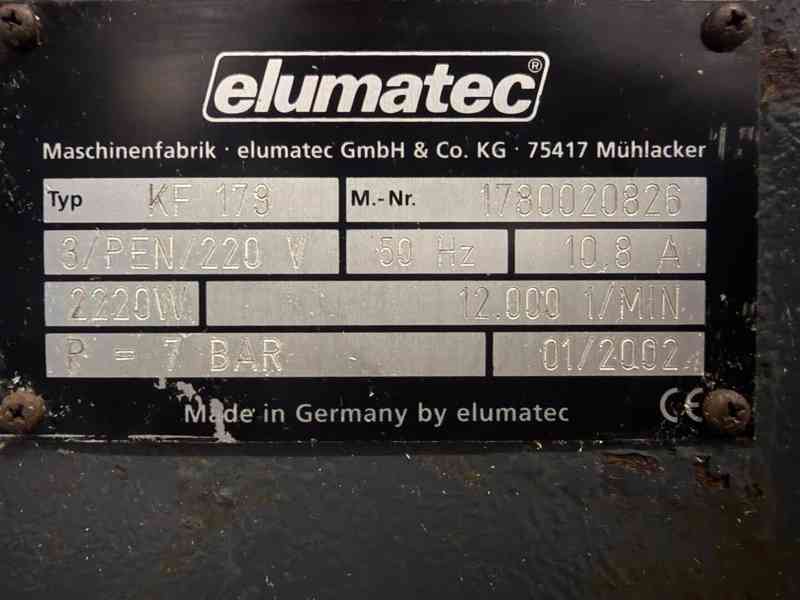 elumatec®
Maschinenfabrik · elumatec GmbH & Co. KG · 75417 Mühlacker
Typ KF 178 M.-Nr. 1780020826
3/PEN/220 V 50 Hz 10,8 A
2220W 12.000 1/MIN
P = 7 BAR 01/2002
Made in Germany by elumatec CE